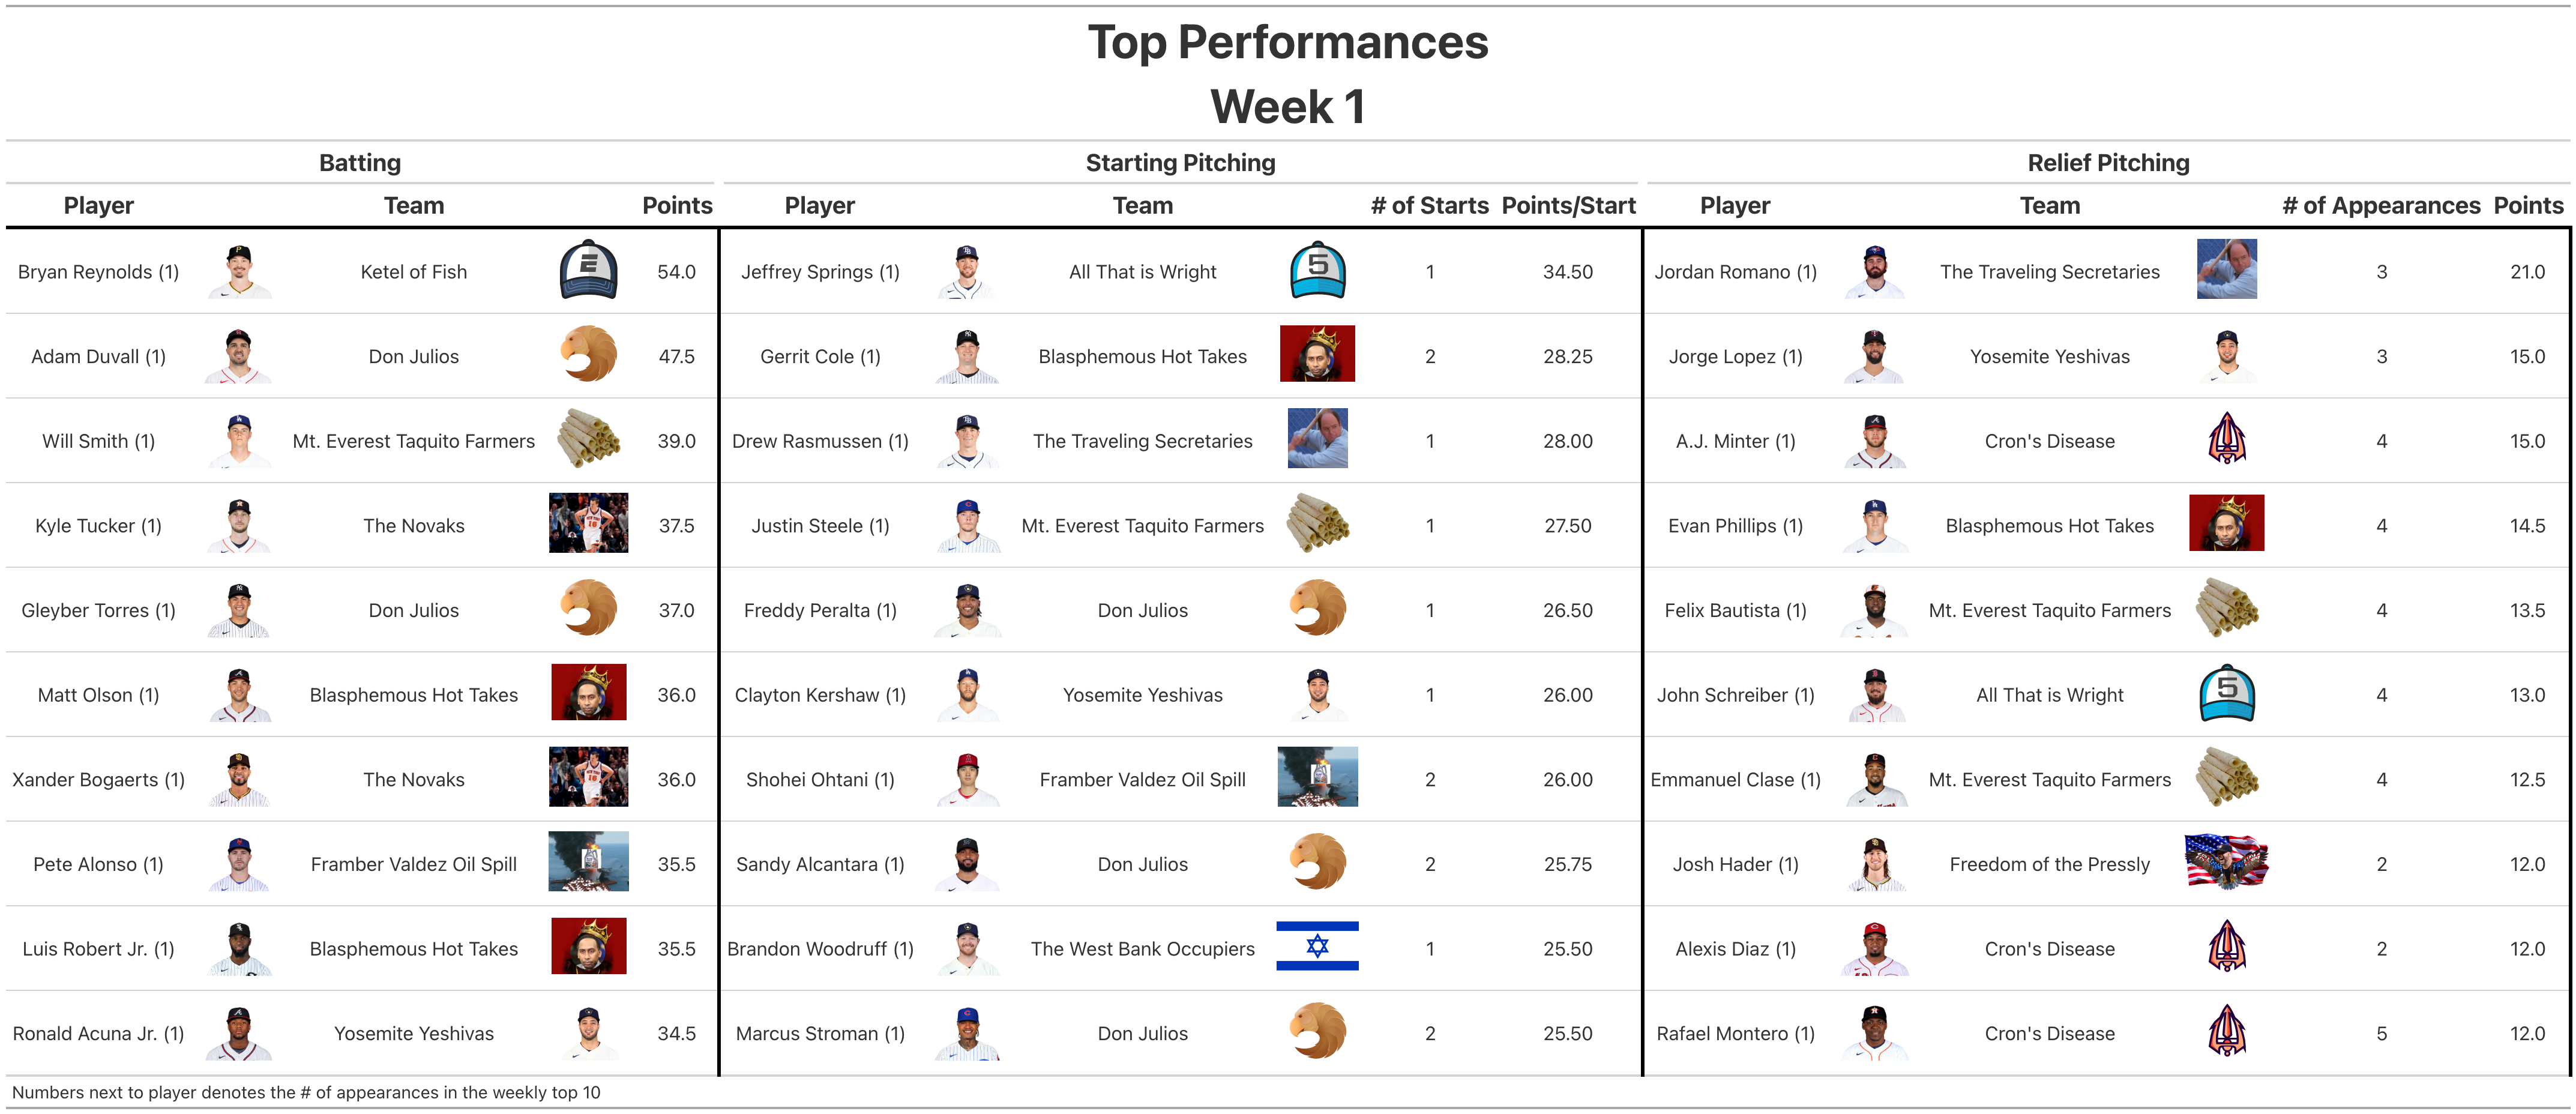 Top Performances
Week 1
Batting Starting Pitching Relief Pitching
Player Team Points Player Team # of Starts Points/Start Player Team # of Appearances Points
Bryan Reynolds (1) Ketel of Fish E 54.0 Jeffrey Springs (1) All That is Wright 5 1 34.50 Jordan Romano (1) The Traveling Secretaries 3 21.0
Adam Duvall (1) Don Julios 47.5 Gerrit Cole (1) Blasphemous Hot Takes 2 28.25 Jorge Lopez (1) Yosemite Yeshivas 3 15.0
Will Smith (1) Mt. Everest Taquito Farmers 39.0 Drew Rasmussen (1) The Traveling Secretaries 1 28.00 A.J. Minter (1) Cron's Disease 4 15.0
Kyle Tucker (1) The Novaks 37.5 Justin Steele (1) Mt. Everest Taquito Farmers 1 27.50 Evan Phillips (1) Blasphemous Hot Takes 4 14.5
Gleyber Torres (1) Don Julios 37.0 Freddy Peralta (1) Don Julios 1 26.50 Felix Bautista (1) Mt. Everest Taquito Farmers 4 13.5
Matt Olson (1) Blasphemous Hot Takes 36.0 Clayton Kershaw (1) Yosemite Yeshivas 1 26.00 John Schreiber (1) All That is Wright 5 4 13.0
Xander Bogaerts (1) The Novaks 36.0 Shohei Ohtani (1) Framber Valdez Oil Spill 2 26.00 Emmanuel Clase (1) Mt. Everest Taquito Farmers 4 12.5
Pete Alonso (1) Framber Valdez Oil Spill 35.5 Sandy Alcantara (1) Don Julios 2 25.75 Josh Hader (1) Freedom of the Pressly 2 12.0
Luis Robert Jr. (1) Blasphemous Hot Takes 35.5 Brandon Woodruff (1) The West Bank Occupiers 1 25.50 Alexis Diaz (1) Cron's Disease 2 12.0
Ronald Acuna Jr. (1) Yosemite Yeshivas 34.5 Marcus Stroman (1) Don Julios 2 25.50 Rafael Montero (1) Cron's Disease 5 12.0
Numbers next to player denotes the # of appearances in the weekly top 10